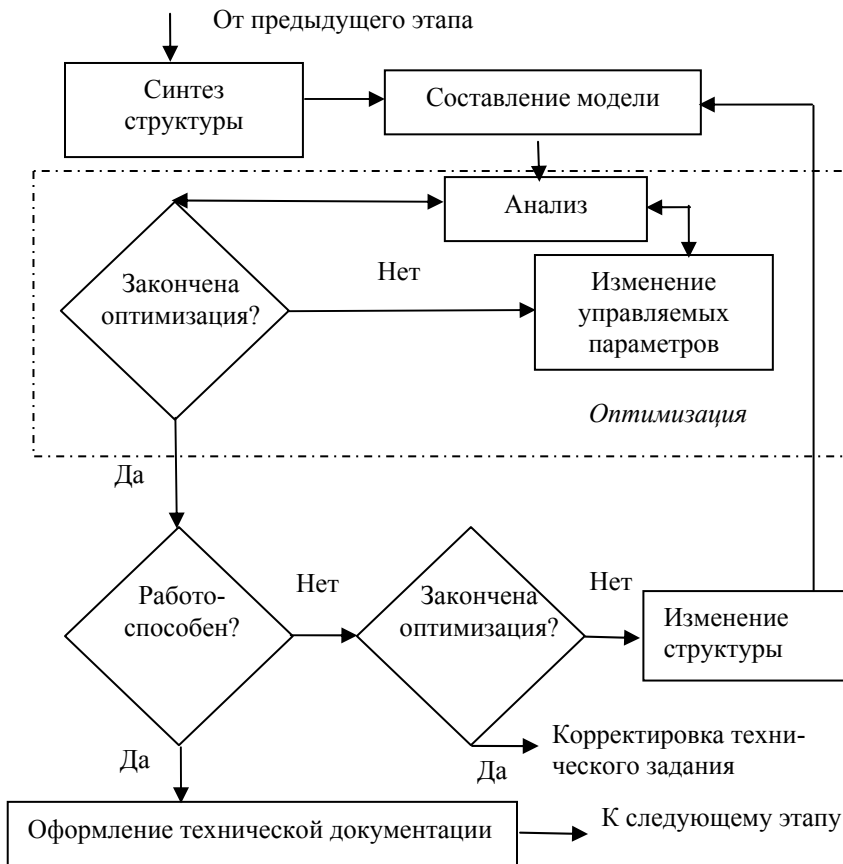 От предыдущего этапа
Синтез
структуры
Составление модели
Анализ
Закончена
оптимизация?
Нет
Изменение
управляемых
параметров
Оптимизация
Да
Работо-
способен?
Нет
Закончена
оптимизация?
Нет
Изменение
структуры
Да
Да
Корректировка техни-
ческого задания
Оформление технической документации
К следующему этапу